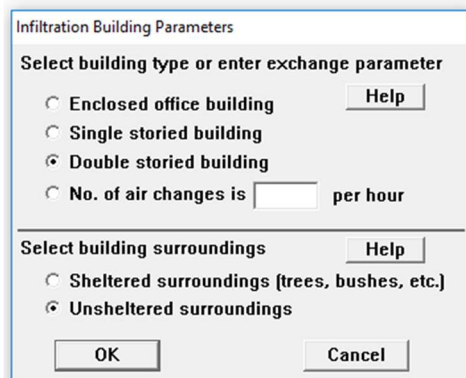 Infiltration Building Parameters
Select building type or enter exchange parameter
Enclosed office building
Help
Single storied building
Double storied building
No. of air changes is per hour
Select building surroundings
Help
Sheltered surroundings (trees, bushes, etc.)
Unsheltered surroundings
OK
Cancel